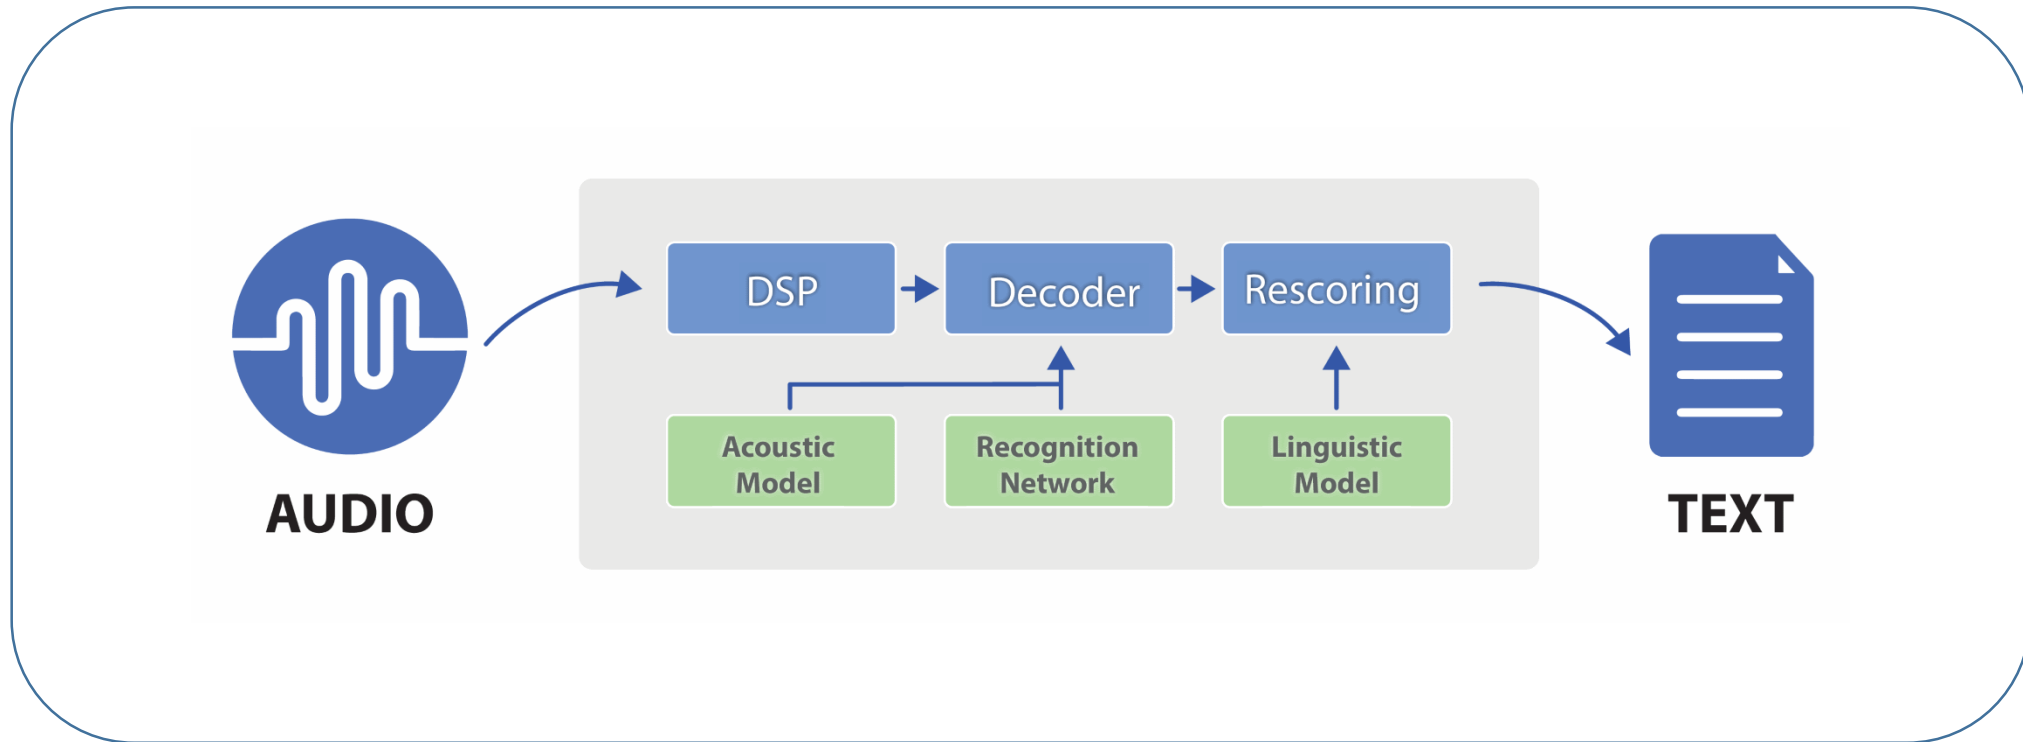 AUDIO
DSP
Decoder
Rescoring
Acoustic
Model
Recognition
Network
Linguistic
Model
TEXT